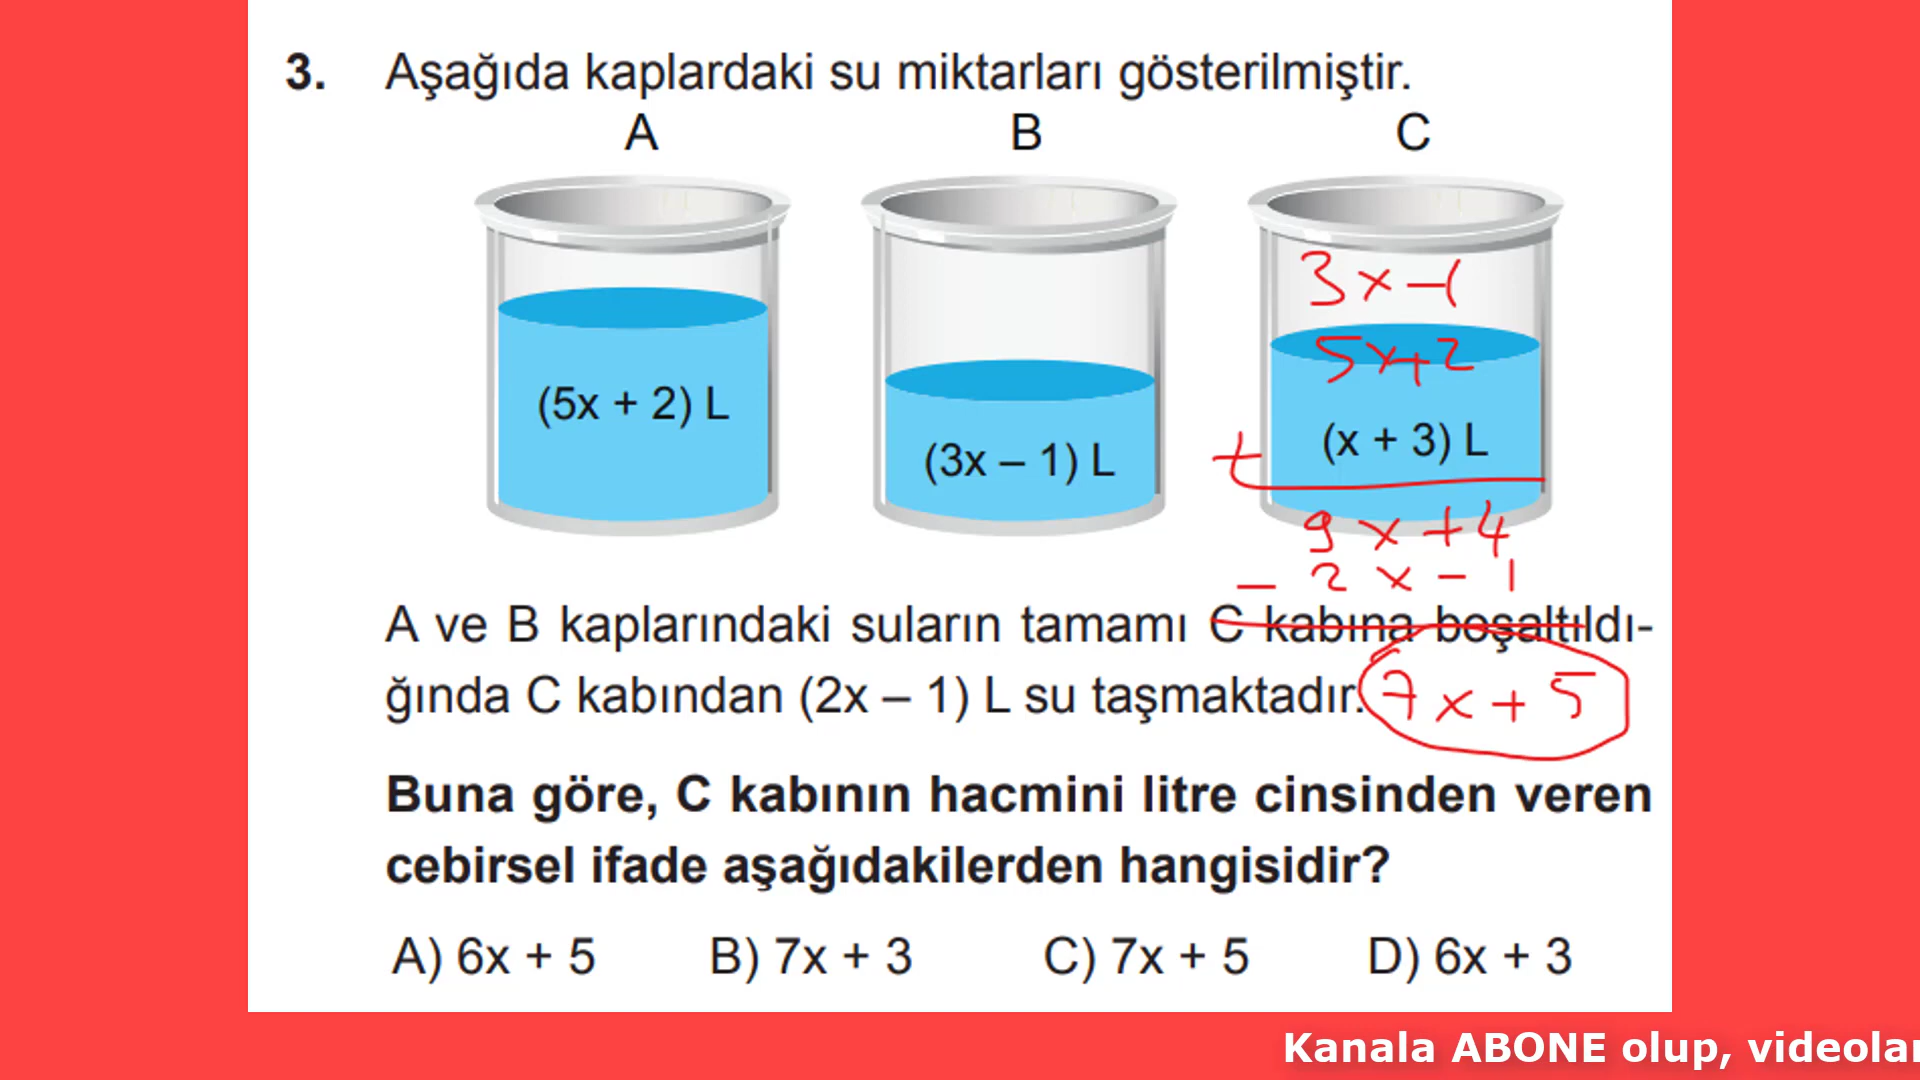 3. Aşağıda kaplardaki su miktarları gösterilmiştir.
A B C
3x-1
5x+2
(5x + 2) L
(3x – 1) L
+ (x + 3) L
9x+4
- 2x-1
A ve B kaplarındaki suların tamamı C kabına boşaltıldı-
ğında C kabından (2x – 1) L su taşmaktadır.
7x+5
Buna göre, C kabının hacmini litre cinsinden veren
cebirsel ifade aşağıdakilerden hangisidir?
A) 6x + 5 B) 7x + 3 C) 7x + 5 D) 6x + 3
Kanala ABONE olup, videolar